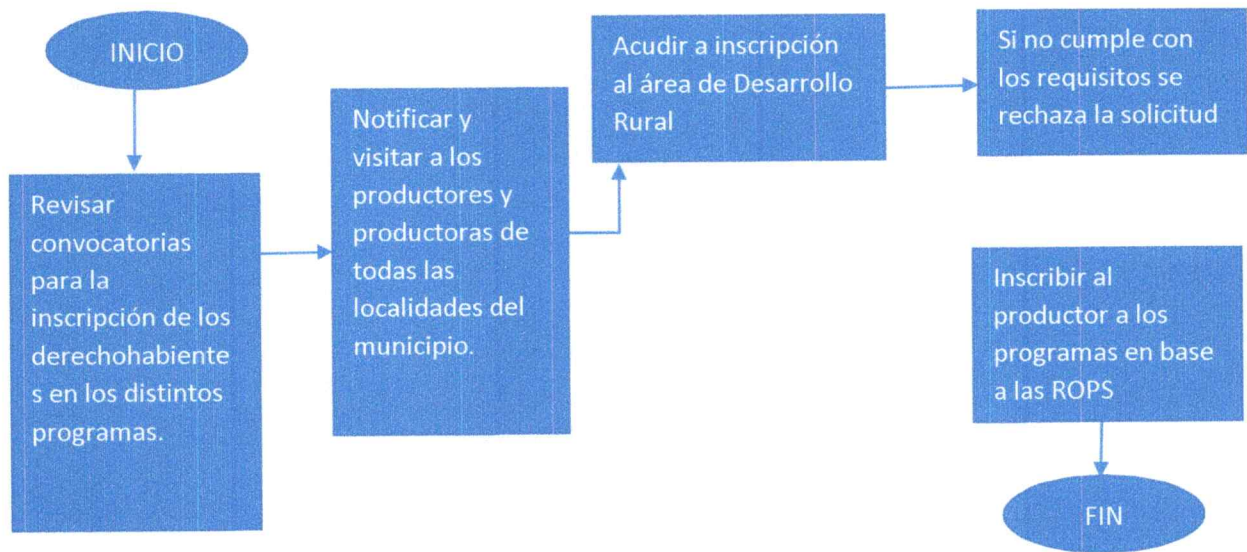 INICIO
Revisar
convocatorias
para la
inscripción de los
derechohabiente
s en los distintos
programas.
Notificar y
visitar a los
productores y
productoras de
todas las
localidades del
municipio.
Acudir a inscripción
al área de Desarrollo
Rural
Si no cumple con
los requisitos se
rechaza la solicitud
Inscribir al
productor a los
programas en base
a las ROPS
FIN